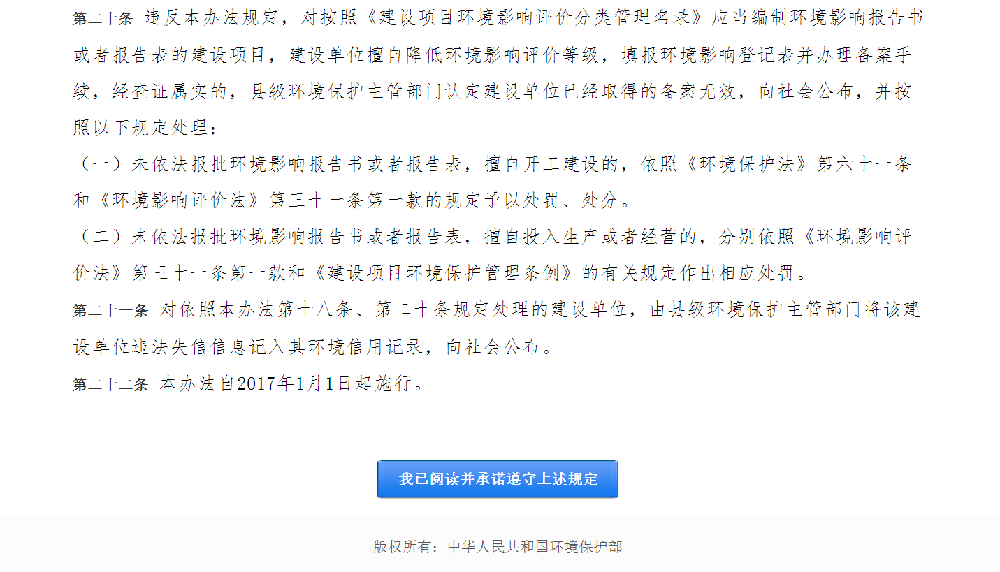 第二十条 违反本办法规定，对按照《建设项目环境影响评价分类管理名录》应当编制环境影响报告书
或者报告表的建设项目，建设单位擅自降低环境影响评价等级，填报环境影响登记表并办理备案手
续，经查证属实的，县级环境保护主管部门认定建设单位已经取得的备案无效，向社会公布，并按
照以下规定处理：
（一）未依法报批环境影响报告书或者报告表，擅自开工建设的，依照《环境保护法》第六十一条
和《环境影响评价法》第三十一条第一款的规定予以处罚、处分。
（二）未依法报批环境影响报告书或者报告表，擅自投入生产或者经营的，分别依照《环境影响评
价法》第三十一条第一款和《建设项目环境保护管理条例》的有关规定作出相应处罚。
第二十一条 对依照本办法第十八条、第二十条规定处理的建设单位，由县级环境保护主管部门将该建
设单位违法失信信息记入其环境信用记录，向社会公布。
第二十二条 本办法自2017年1月1日起施行。
我已阅读并承诺遵守上述规定
版权所有：中华人民共和国环境保护部